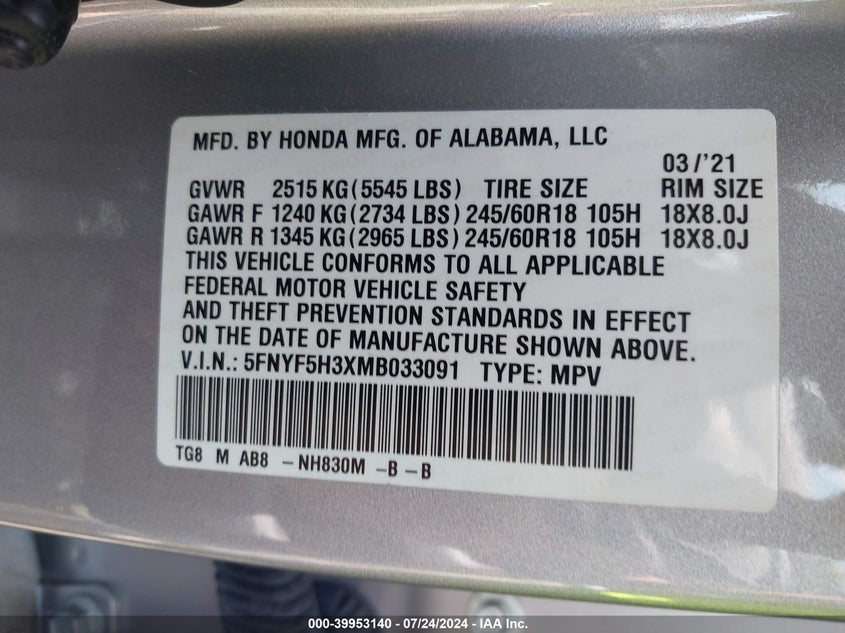 MFD. BY HONDA MFG. OF ALABAMA, LLC
03/'21
GVWR 2515 KG(5545 LBS) TIRE SIZE RIM SIZE
GAWR F 1240 KG(2734 LBS) 245/60R18 105H 18X8.0J
GAWR R 1345 KG(2965 LBS) 245/60R18 105H 18X8.0J
THIS VEHICLE CONFORMS TO ALL APPLICABLE
FEDERAL MOTOR VEHICLE SAFETY
AND THEFT PREVENTION STANDARDS IN EFFECT
ON THE DATE OF MANUFACTURE SHOWN ABOVE.
V.I.N.: 5FNYF5H3XMB033091 TYPE: MPV
TG8 M AB8 -NH830M -B -B
000-39953140 - 07/24/2024 - IAA Inc.